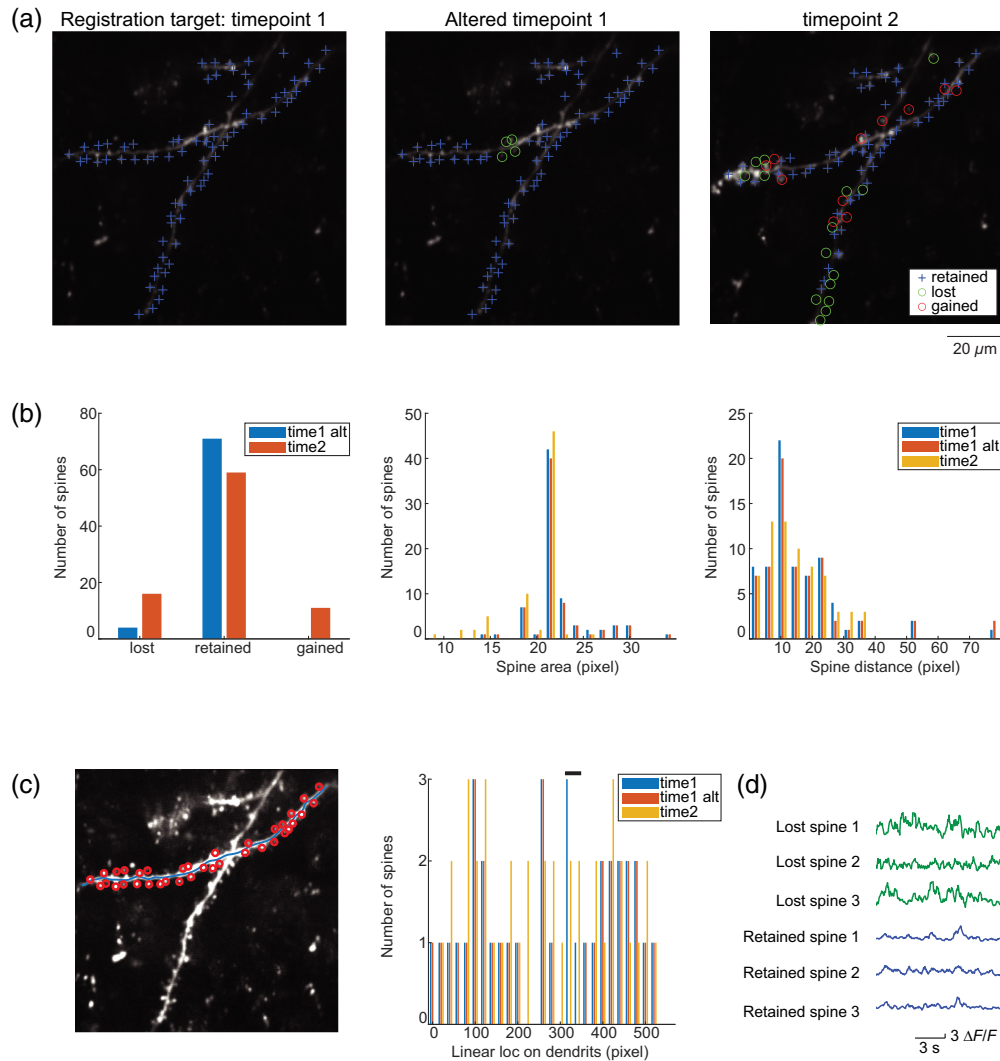 (a)
Registration target: timepoint 1
Altered timepoint 1
timepoint 2
retained
lost
gained
20 µm
(b)
Number of spines
80
60
40
20
0
lost
retained
gained
time1 alt
time2
Number of spines
50
40
30
20
10
0
10
15
20
25
30
Spine area (pixel)
time1
time1 alt
time2
Number of spines
25
20
15
10
5
0
10
20
30
40
50
60
70
Spine distance (pixel)
time1
time1 alt
time2
(c)
Number of spines
3
2
1
0
0
100
200
300
400
500
Linear loc on dendrits (pixel)
time1
time1 alt
time2
(d)
Lost spine 1
Lost spine 2
Lost spine 3
Retained spine 1
Retained spine 2
Retained spine 3
3 ΔF/F
3 s